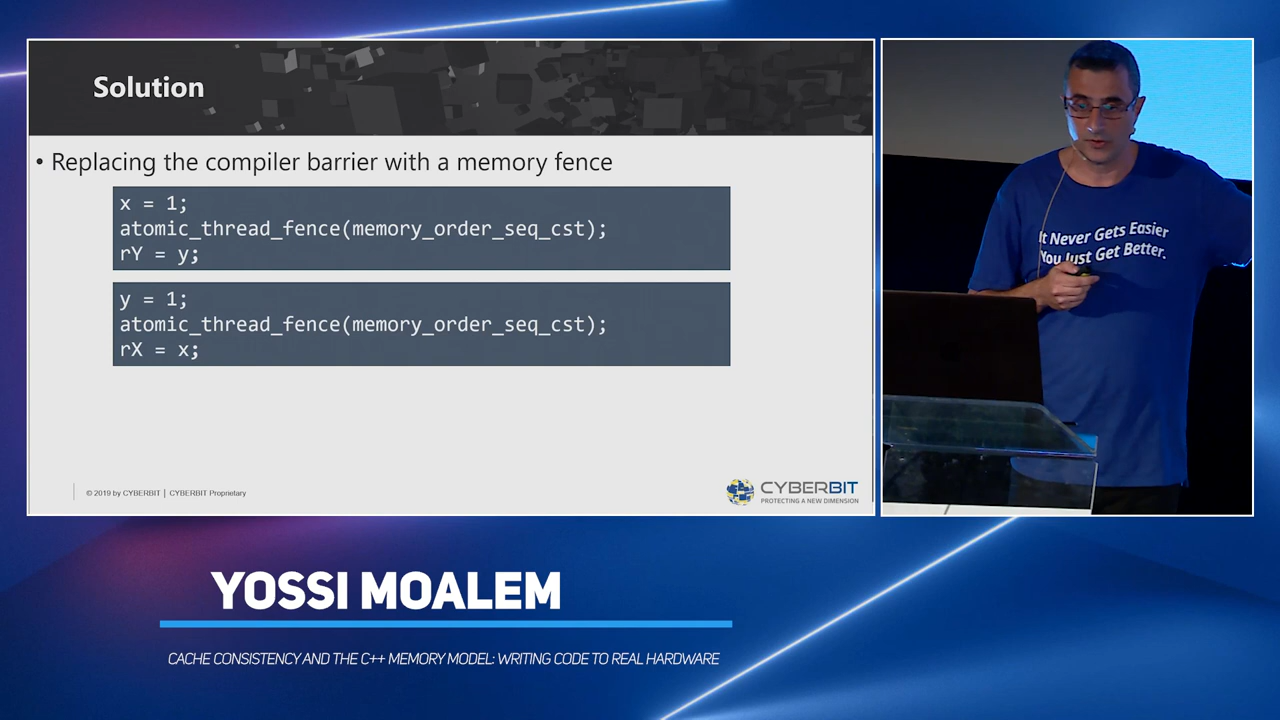 Solution
• Replacing the compiler barrier with a memory fence
x = 1;
atomic_thread_fence(memory_order_seq_cst);
rY = y;
y = 1;
atomic_thread_fence(memory_order_seq_cst);
rX = x;
© 2019 by CYBERBIT | CYBERBIT Proprietary
CYBERBIT
PROTECTING A NEW DIMENSION
It Never Gets Easier
You Just Get Better.
YOSSI MOALEM
CACHE CONSISTENCY AND THE C++ MEMORY MODEL: WRITING CODE TO REAL HARDWARE